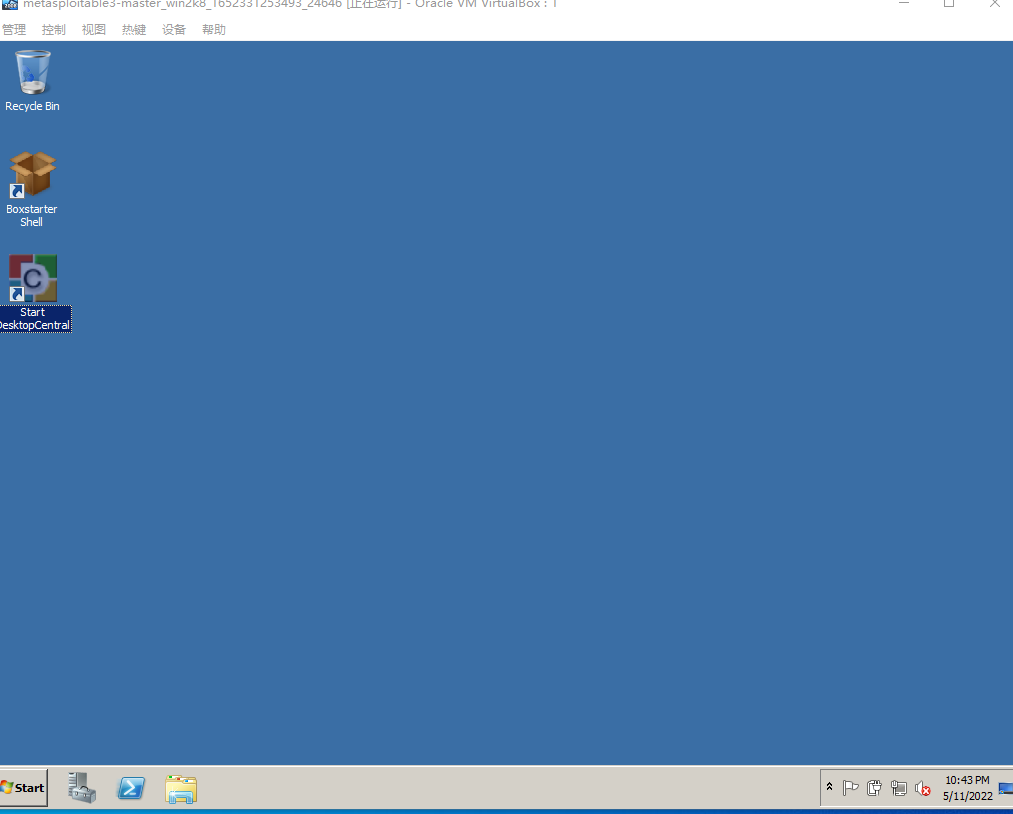 metasploitable3-master_win2k8_1652331253493_24646 [正在运行] - Oracle VM VirtualBox : 1
管理 控制 视图 热键 设备 帮助
Recycle Bin
Boxstarter
Shell
Start
DesktopCentral
Start
10:43 PM
5/11/2022